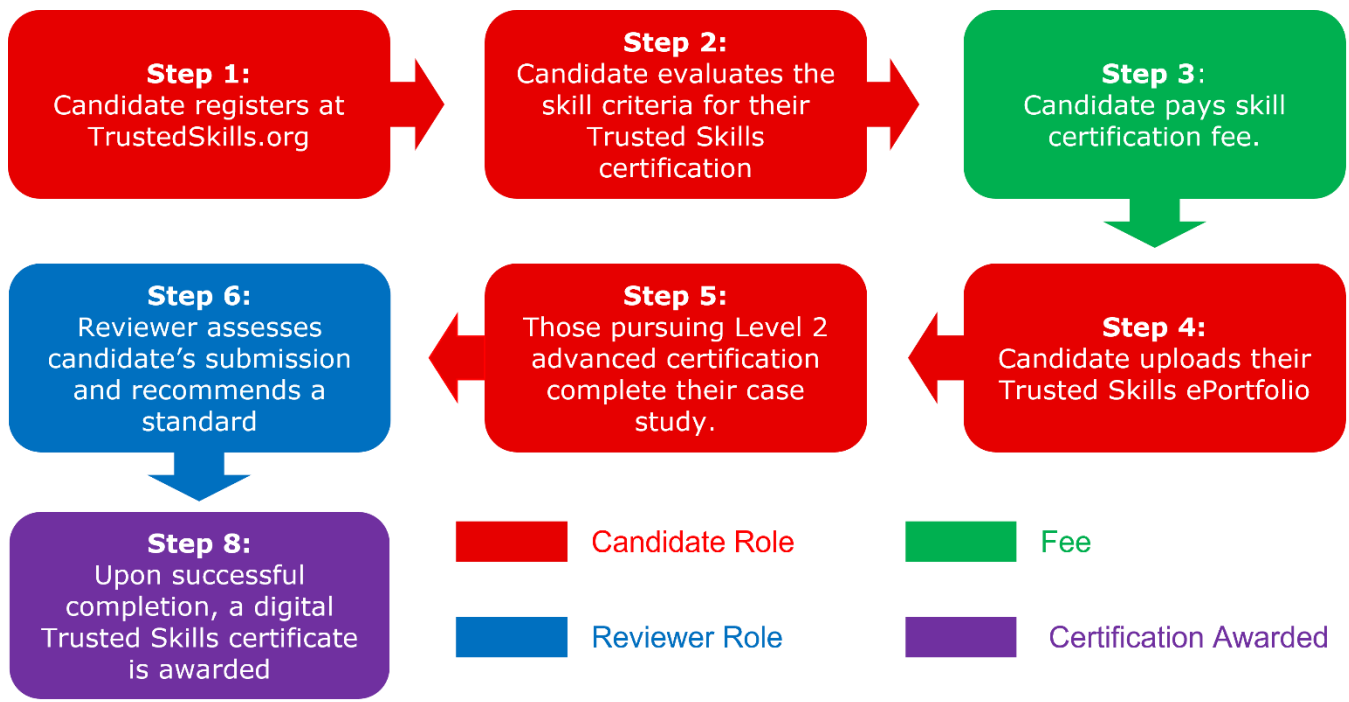 Step 1:
Candidate registers at
TrustedSkills.org
Step 2:
Candidate evaluates the
skill criteria for their
Trusted Skills
certification
Step 3:
Candidate pays skill
certification fee.
Step 4:
Candidate uploads their
Trusted Skills ePortfolio
Step 5:
Those pursuing Level 2
advanced certification
complete their case
study.
Step 6:
Reviewer assesses
candidate’s submission
and recommends a
standard
Step 8:
Upon successful
completion, a digital
Trusted Skills certificate
is awarded
Candidate Role
Fee
Reviewer Role
Certification Awarded